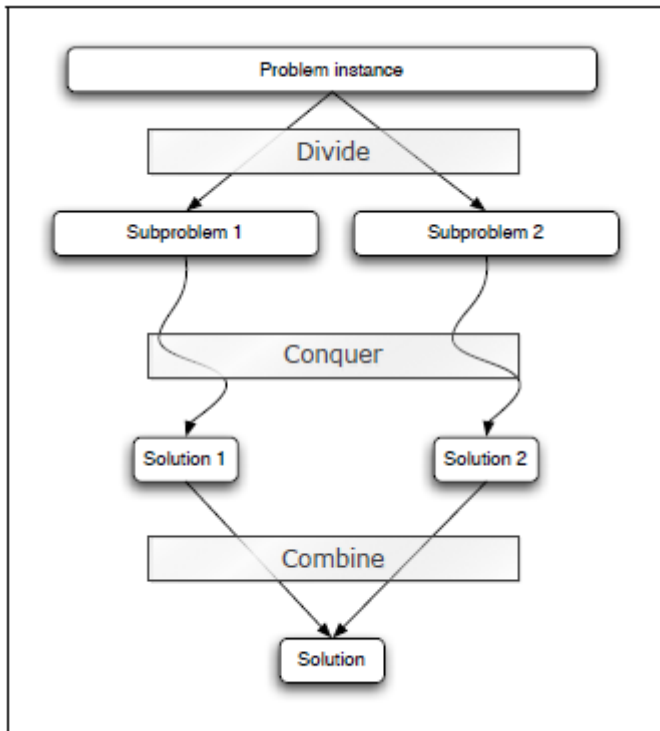 Problem instance
Divide
Subproblem 1
Subproblem 2
Conquer
Solution 1
Solution 2
Combine
Solution